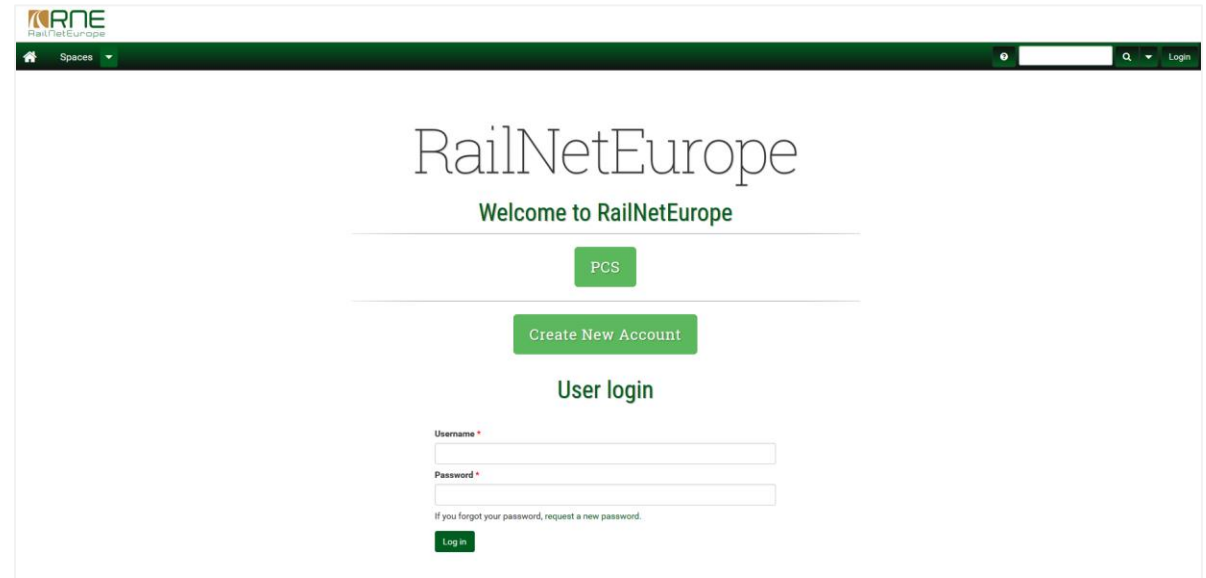 RNE
RailNetEurope
Spaces
Login
RailNetEurope
Welcome to RailNetEurope
PCS
Create New Account
User login
Username *
Password *
If you forgot your password, request a new password.
Log in